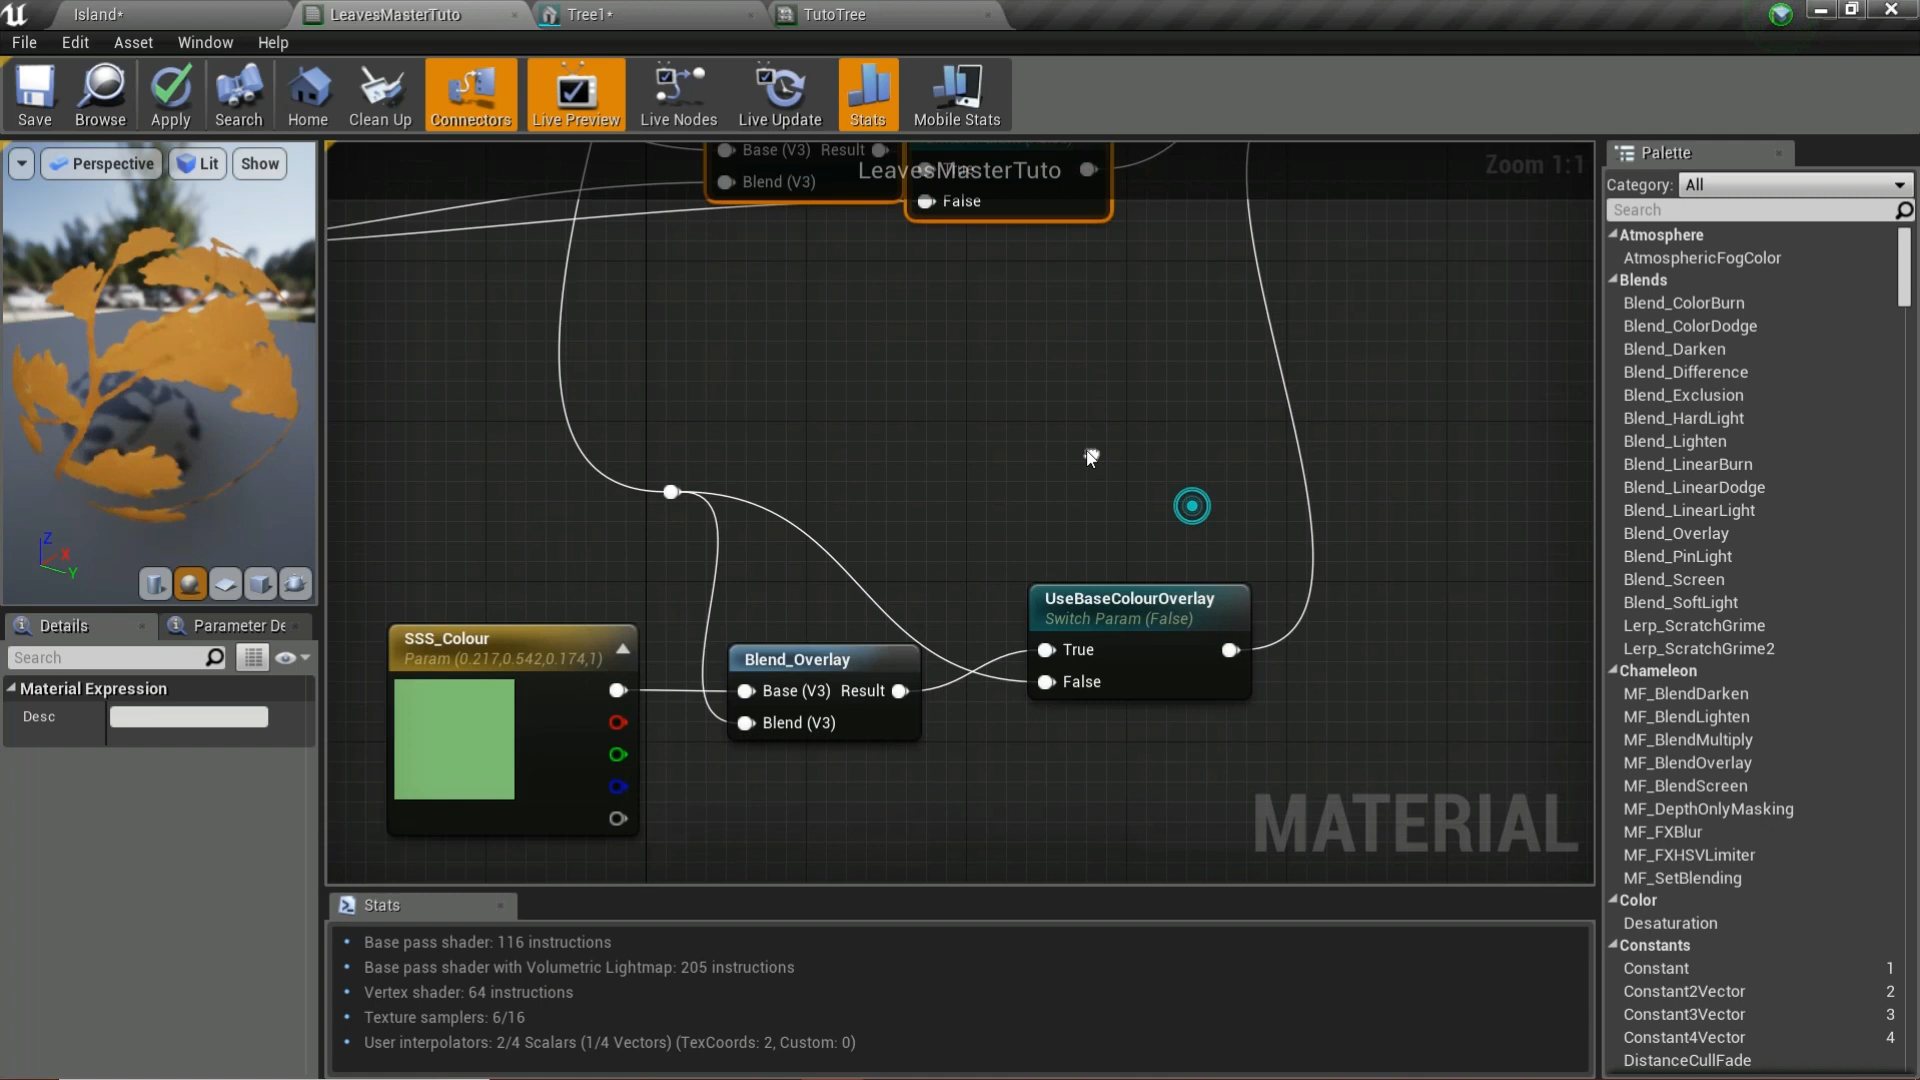 Island*
LeavesMasterTuto
Tree1*
TutoTree
File
Edit
Asset
Window
Help
Save
Browse
Apply
Search
Home
Clean Up
Connectors
Live Preview
Live Nodes
Live Update
Stats
Mobile Stats
Perspective
Lit
Show
Z
X
Y
Details
Parameter De
Search
Material Expression
Desc
Base (V3) Result
Blend (V3)
LeavesMasterTuto
False
Zoom 1:1
SSS_Colour
Param (0.217,0.542,0.174,1)
Blend_Overlay
Base (V3) Result
Blend (V3)
UseBaseColourOverlay
Switch Param (False)
True
False
MATERIAL
Stats
Base pass shader: 116 instructions
Base pass shader with Volumetric Lightmap: 205 instructions
Vertex shader: 64 instructions
Texture samplers: 6/16
User interpolators: 2/4 Scalars (1/4 Vectors) (TexCoords: 2, Custom: 0)
Palette
Category: All
Search
Atmosphere
AtmosphericFogColor
Blends
Blend_ColorBurn
Blend_ColorDodge
Blend_Darken
Blend_Difference
Blend_Exclusion
Blend_HardLight
Blend_Lighten
Blend_LinearBurn
Blend_LinearDodge
Blend_LinearLight
Blend_Overlay
Blend_PinLight
Blend_Screen
Blend_SoftLight
Lerp_ScratchGrime
Lerp_ScratchGrime2
Chameleon
MF_BlendDarken
MF_BlendLighten
MF_BlendMultiply
MF_BlendOverlay
MF_BlendScreen
MF_DepthOnlyMasking
MF_FXBlur
MF_FXHSVLimiter
MF_SetBlending
Color
Desaturation
Constants
Constant 1
Constant2Vector 2
Constant3Vector 3
Constant4Vector 4
DistanceCullFade